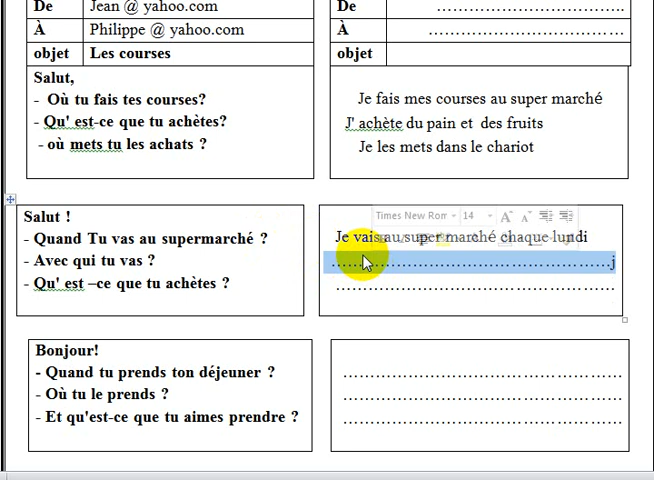 De Jean @ yahoo.com
À Philippe @ yahoo.com
objet Les courses
Salut,
- Où tu fais tes courses?
- Qu' est-ce que tu achètes?
- où mets tu les achats ?
De ..............................
À ..............................
objet
Je fais mes courses au super marché
J' achète du pain et des fruits
Je les mets dans le chariot
Salut !
- Quand Tu vas au supermarché ?
- Avec qui tu vas ?
- Qu' est –ce que tu achètes ?
Times New Rom 14
Je vais au super marché chaque lundi
..................................................j
..................................................
Bonjour!
- Quand tu prends ton déjeuner ?
- Où tu le prends ?
- Et qu'est-ce que tu aimes prendre ?
..................................................
..................................................
..................................................